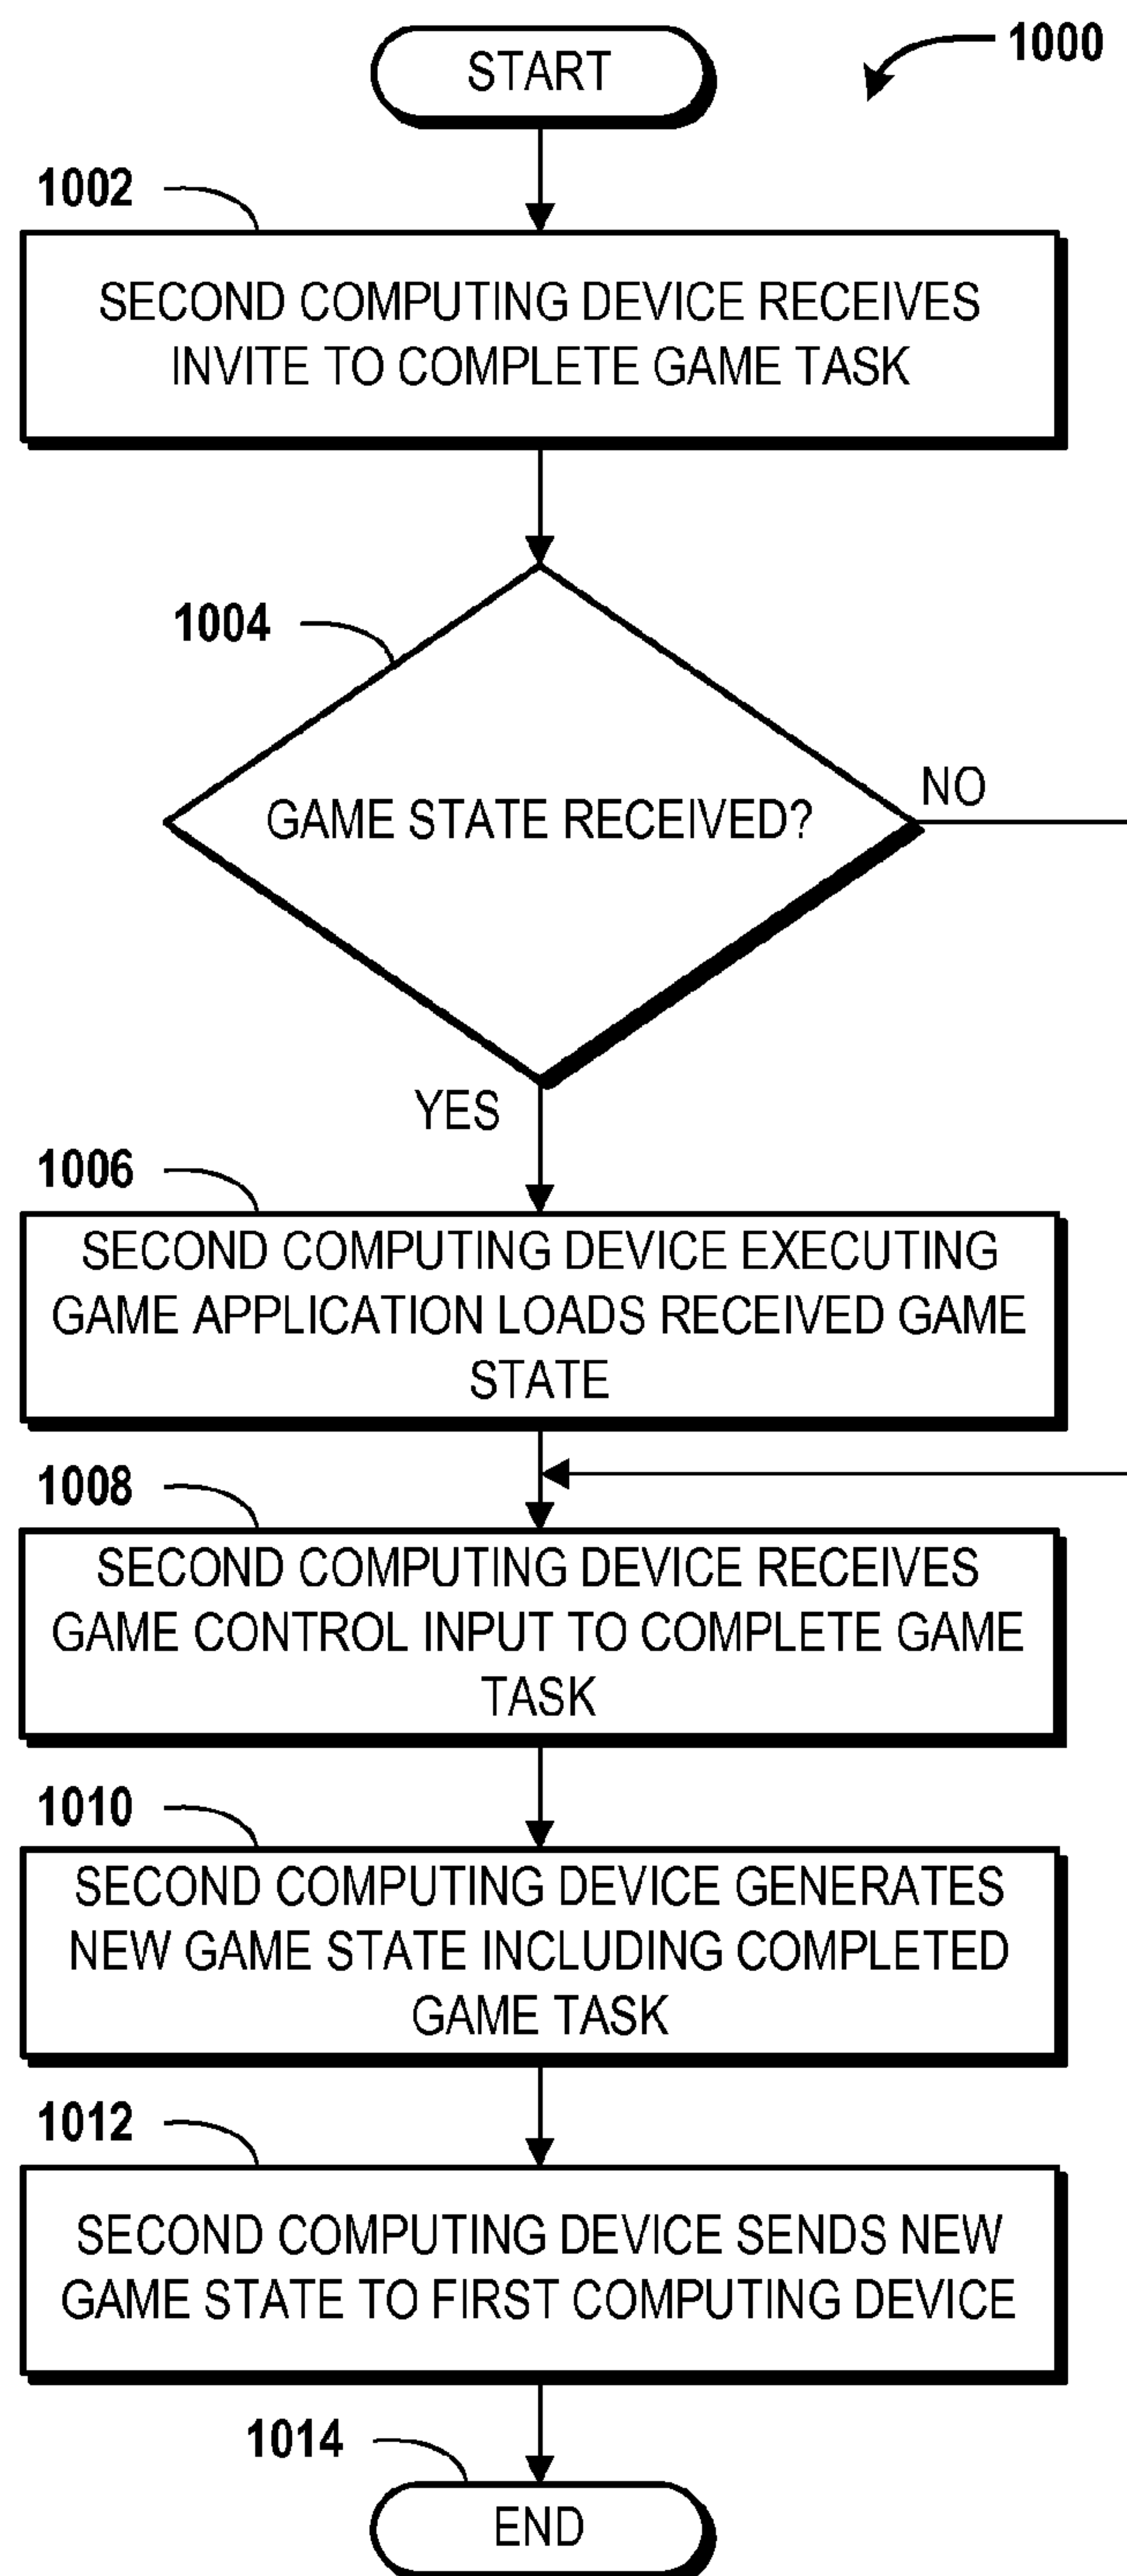 START
1000
1002
SECOND COMPUTING DEVICE RECEIVES
INVITE TO COMPLETE GAME TASK
1004
GAME STATE RECEIVED?
NO
YES
1006
SECOND COMPUTING DEVICE EXECUTING
GAME APPLICATION LOADS RECEIVED GAME
STATE
1008
SECOND COMPUTING DEVICE RECEIVES
GAME CONTROL INPUT TO COMPLETE GAME
TASK
1010
SECOND COMPUTING DEVICE GENERATES
NEW GAME STATE INCLUDING COMPLETED
GAME TASK
1012
SECOND COMPUTING DEVICE SENDS NEW
GAME STATE TO FIRST COMPUTING DEVICE
1014
END